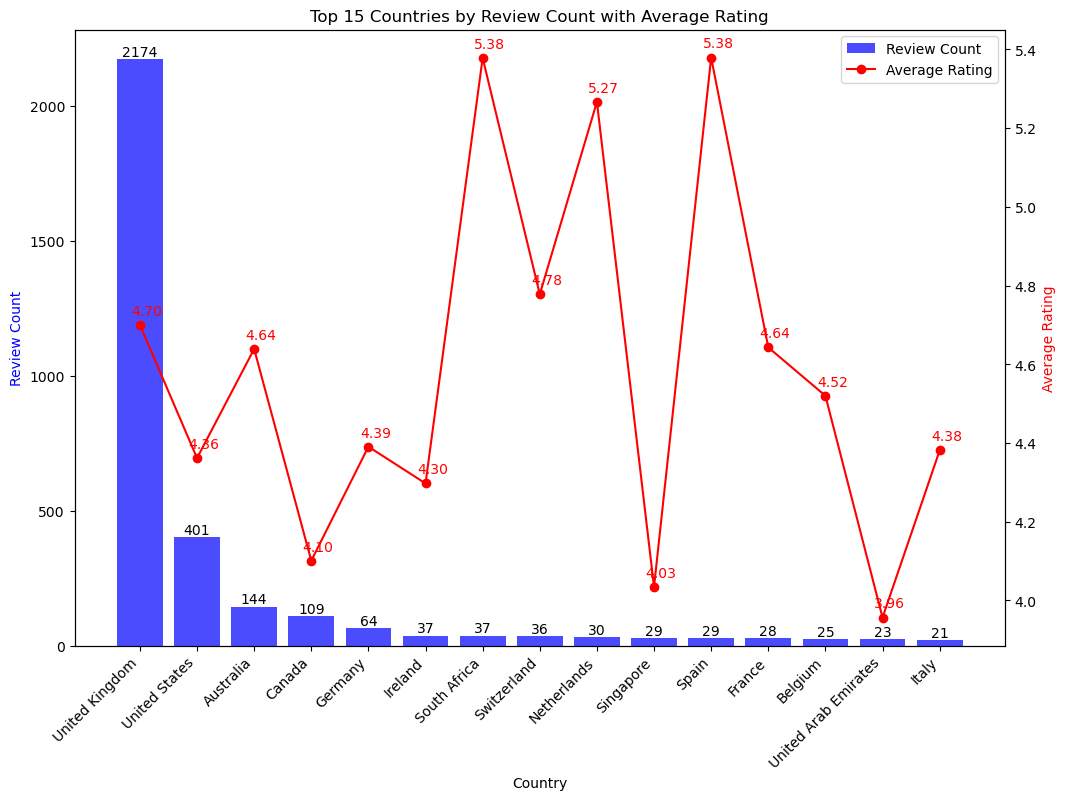 Top 15 Countries by Review Count with Average Rating
Review Count
Average Rating
2174
401
144
109
64
37
37
36
30
29
29
28
25
23
21
4.70
4.36
4.64
4.10
4.39
4.30
5.38
4.78
5.27
4.03
5.38
4.64
4.52
3.96
4.38
Review Count
2000
1500
1000
500
0
Average Rating
5.4
5.2
5.0
4.8
4.6
4.4
4.2
4.0
United Kingdom
United States
Australia
Canada
Germany
Ireland
South Africa
Switzerland
Netherlands
Singapore
Spain
France
Belgium
United Arab Emirates
Italy
Country